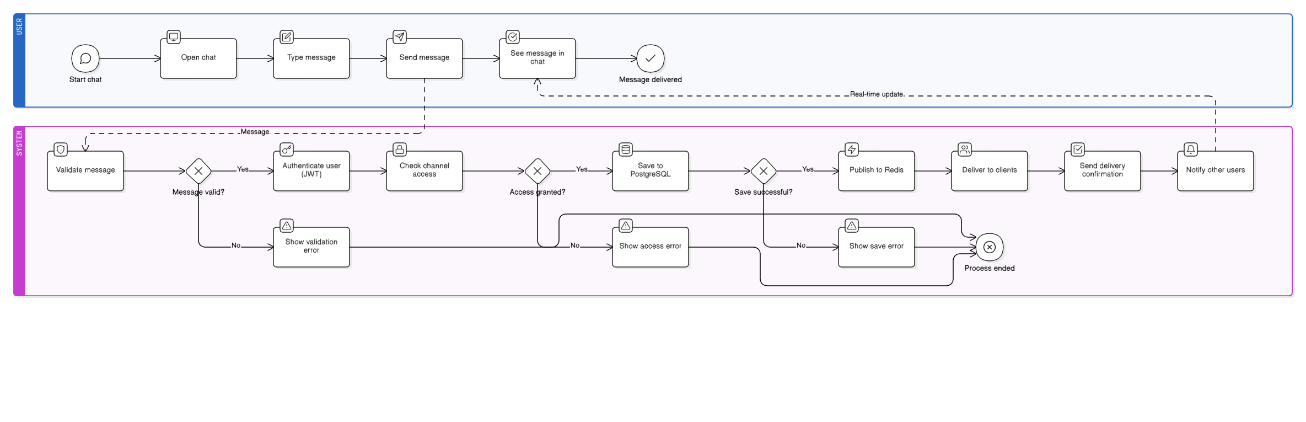 USER
Open chat
Type message
Send message
See message in
chat
Start chat
Message delivered
Real-time update
SYSTEM
Message
Validate message
Message valid?
Yes
Authenticate user
(JWT)
Check channel
access
Access granted?
Yes
Save to
PostgreSQL
Save successful?
Yes
Publish to Redis
Deliver to clients
Send delivery
confirmation
Notify other users
No
Show validation
error
No
Show access error
No
Show save error
Process ended